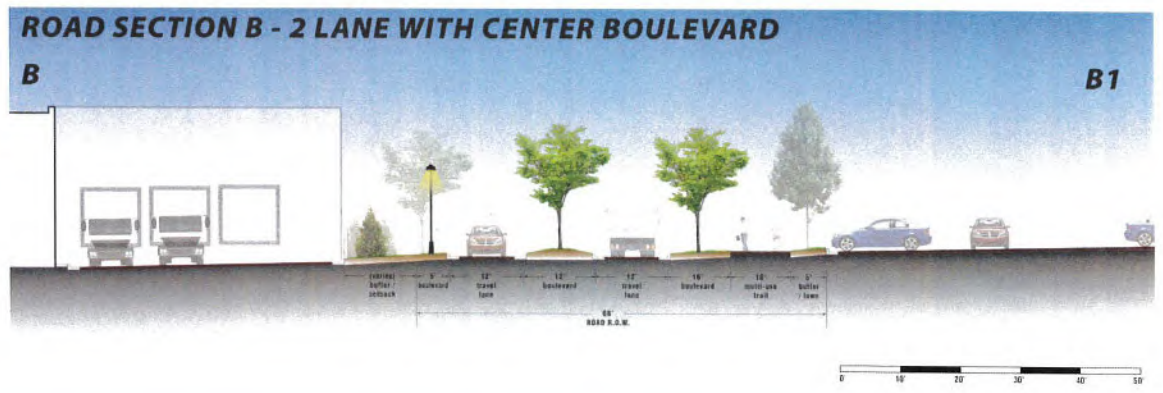 ROAD SECTION B - 2 LANE WITH CENTER BOULEVARD
B B1
(varies) buffer / setback
5' boulevard
12' travel lane
12' boulevard
12' travel lane
10' boulevard
10' multi-use trail
5' buffer / lawn
66'
ROAD R.O.W.
0 10' 20' 30' 40' 50'